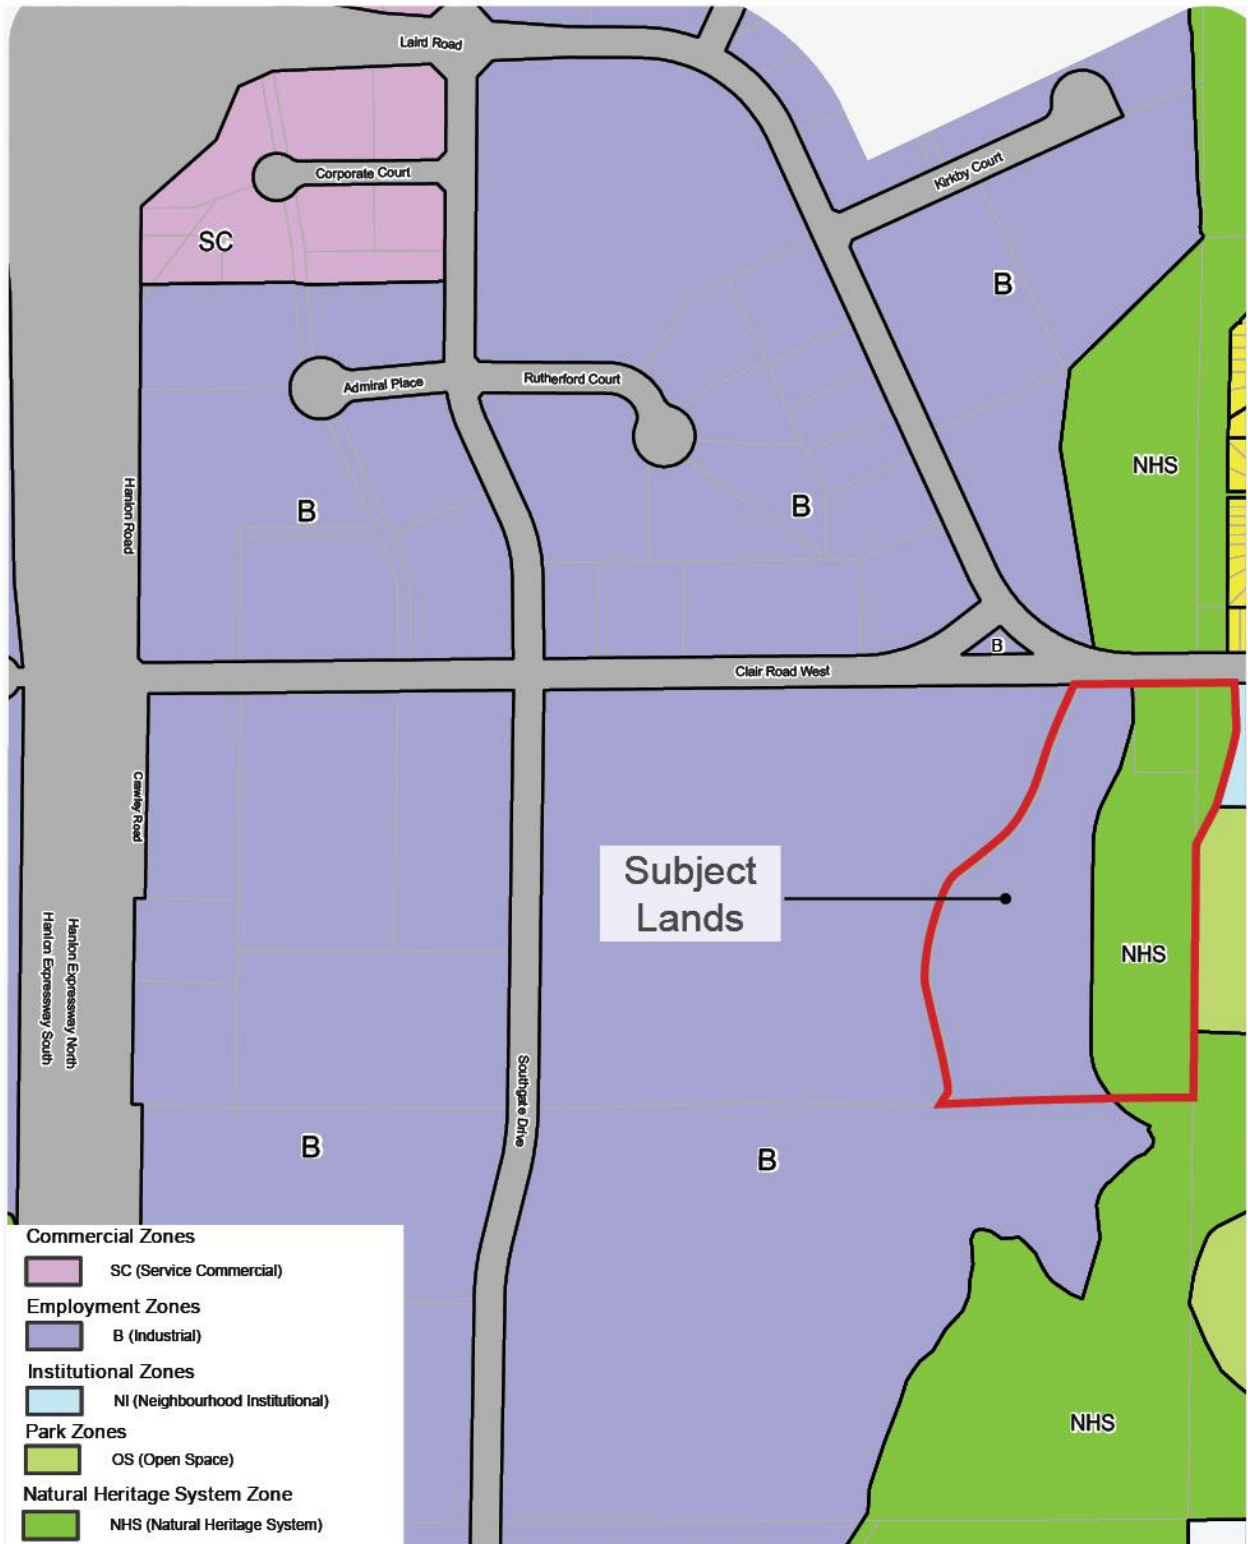 Laird Road
Corporate Court
Kirkby Court
SC
B
Admiral Place
Rutherford Court
NHS
Hanlon Road
B
B
B
Clair Road West
Crawley Road
Subject
Lands
Hanlon Expressway South
Hanlon Expressway North
NHS
Southgate Drive
B
B
Commercial Zones
SC (Service Commercial)
Employment Zones
B (Industrial)
Institutional Zones
NI (Neighbourhood Institutional)
Park Zones
OS (Open Space)
Natural Heritage System Zone
NHS (Natural Heritage System)
NHS